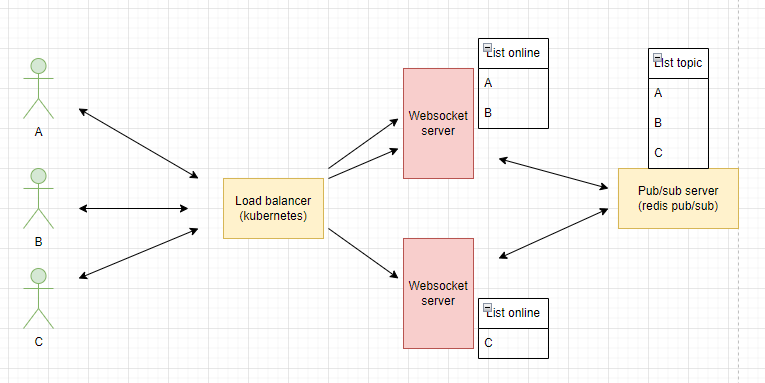 A
B
C
Load balancer
(kubernetes)
Websocket
server
List online
A
B
Websocket
server
List online
C
List topic
A
B
C
Pub/sub server
(redis pub/sub)